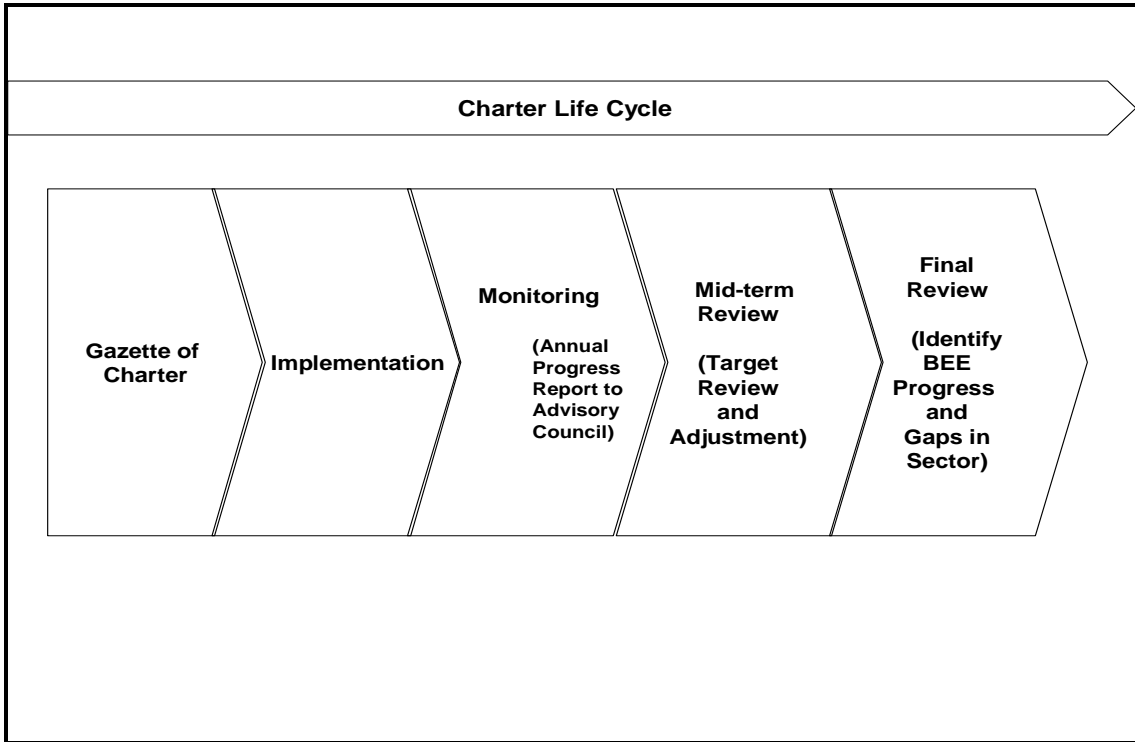 Charter Life Cycle
Gazette of
Charter
Implementation
Monitoring
(Annual
Progress
Report to
Advisory
Council)
Mid-term
Review
(Target
Review
and
Adjustment)
Final
Review
(Identify
BEE
Progress
and
Gaps in
Sector)